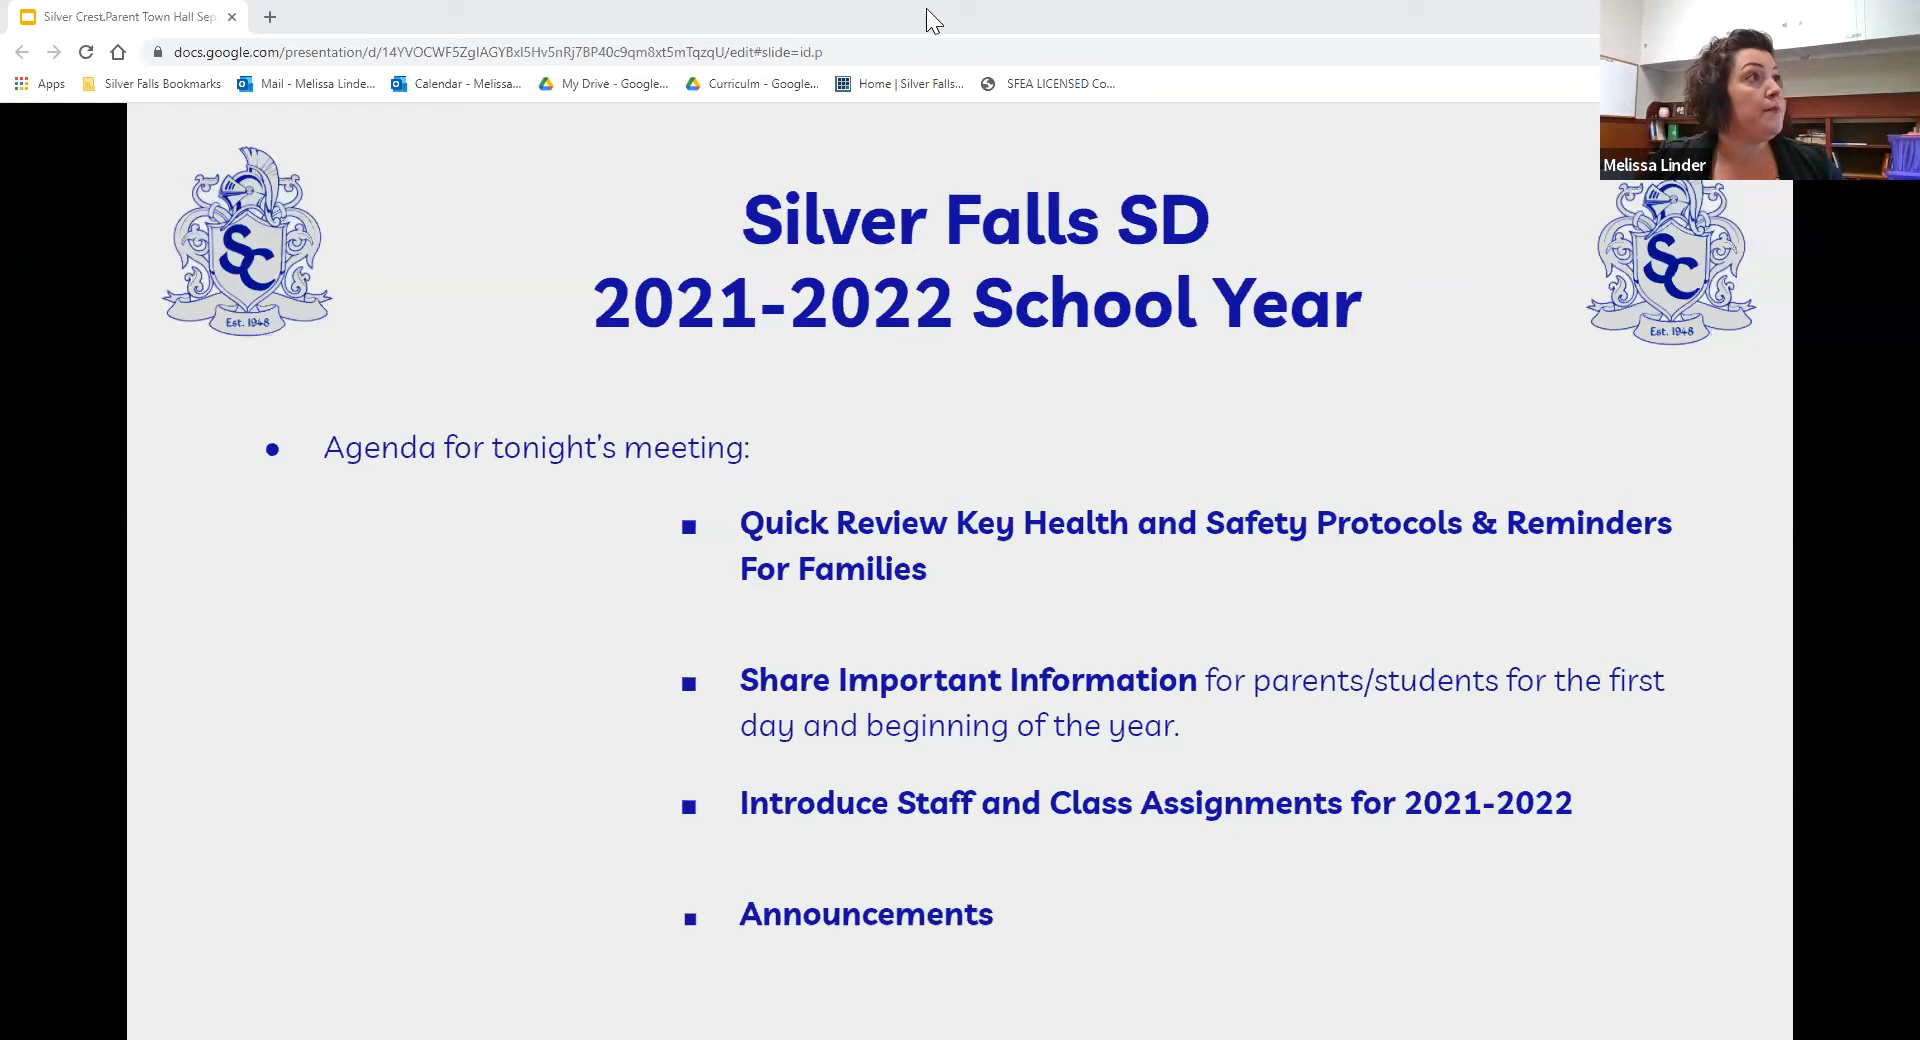 Silver Crest.Parent Town Hall Sep
docs.google.com/presentation/d/14YVOCWF5ZglAGYBxl5Hv5nRj7BP40c9qm8xt5mTqzqU/edit#slide=id.p
Apps Silver Falls Bookmarks Mail - Melissa Linde... Calendar - Melissa... My Drive - Google... Curriculm - Google... Home | Silver Falls... SFEA LICENSED Co...
Melissa Linder
Silver Falls SD
2021-2022 School Year
SC
Est. 1948
SC
Est. 1948
● Agenda for tonight's meeting:
■ Quick Review Key Health and Safety Protocols & Reminders
For Families
■ Share Important Information for parents/students for the first
day and beginning of the year.
■ Introduce Staff and Class Assignments for 2021-2022
■ Announcements